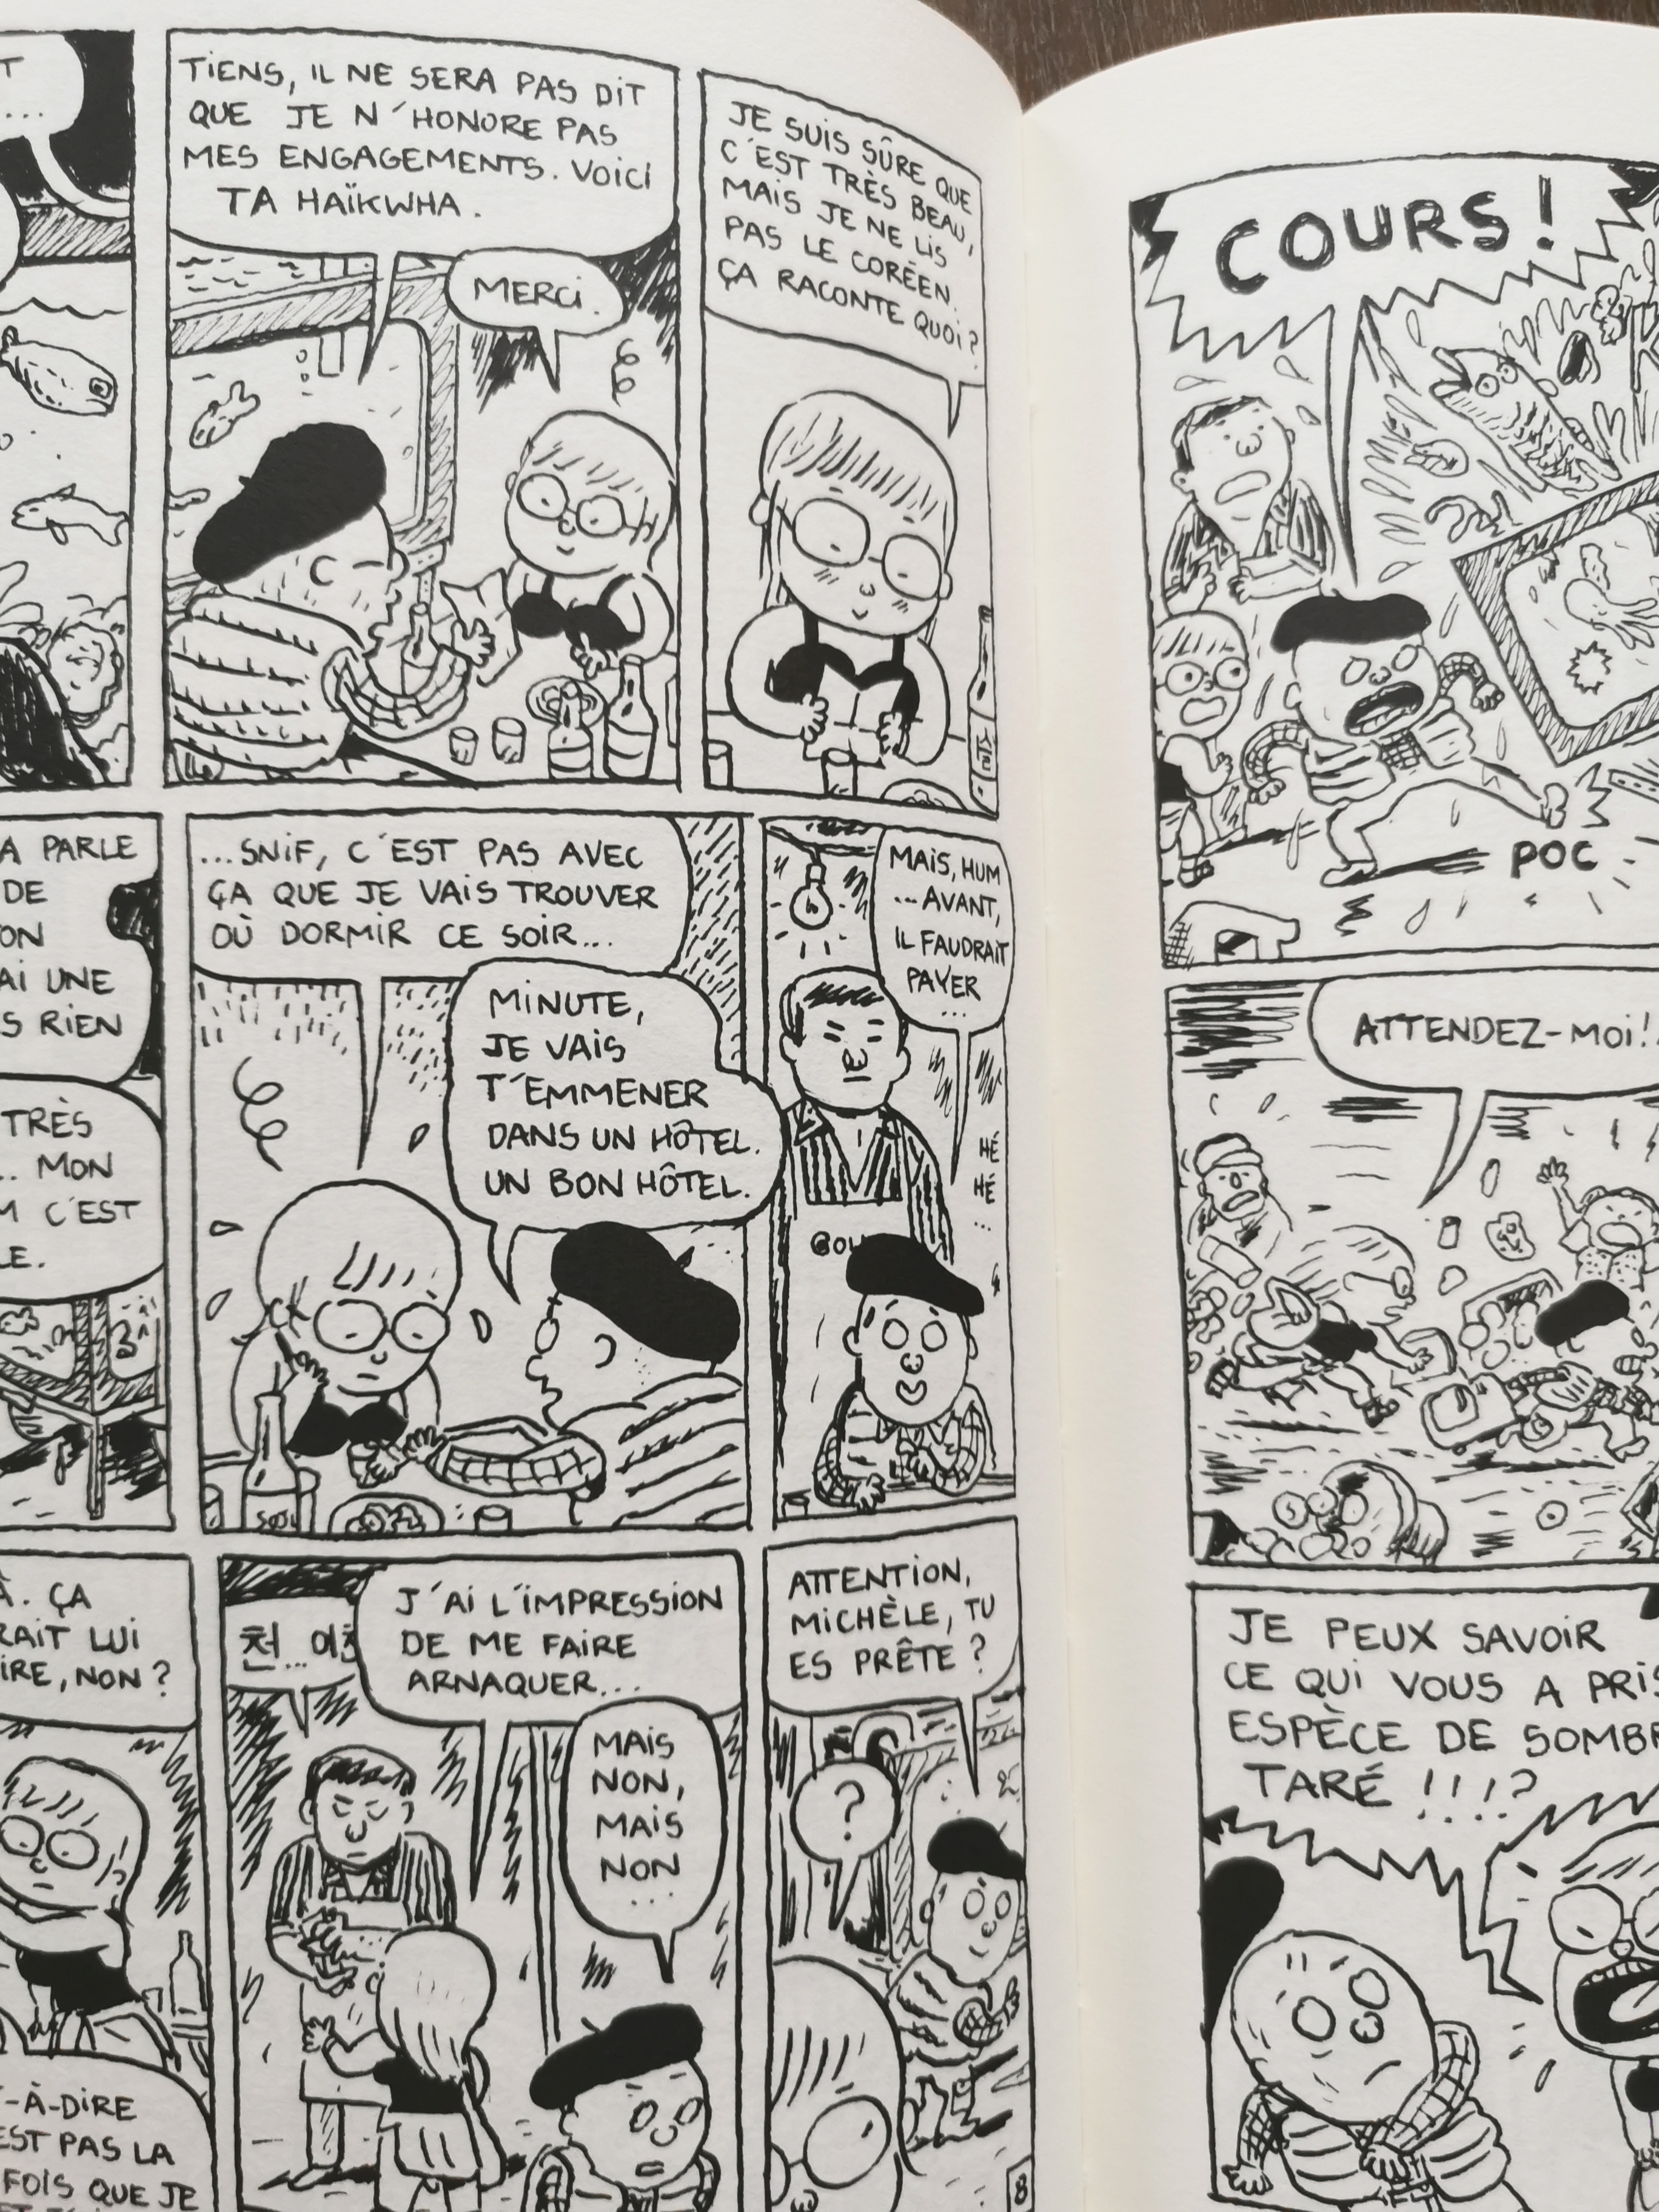 TIENS, IL NE SERA PAS DIT
QUE JE N'HONORE PAS
MES ENGAGEMENTS. VOICI
TA HAÏKWHA.
MERCI.
JE SUIS SÛRE QUE
C'EST TRÈS BEAU,
MAIS JE NE LIS
PAS LE CORÉEN.
ÇA RACONTE QUOI?
A PARLE
DE
ON
AI UNE
S RIEN
TRÈS
.. MON
M C'EST
LE.
...SNIF, C'EST PAS AVEC
ÇA QUE JE VAIS TROUVER
OÙ DORMIR CE SOIR...
MINUTE,
JE VAIS
T'EMMENER
DANS UN HÔTEL.
UN BON HÔTEL.
MAIS, HUM
...AVANT,
IL FAUDRAIT
PAYER
...
HÉ
HÉ
...
À. ÇA
RAIT LUI
IRE, NON?
-À-DIRE
EST PAS LA
FOIS QUE JE
천...
J'AI L'IMPRESSION
DE ME FAIRE
ARNAQUER...
MAIS
NON,
MAIS
NON
...
ATTENTION,
MICHÈLE, TU
ES PRÊTE?
?
8
COURS!
POC
ATTENDEZ-MOI!
JE PEUX SAVOIR
CE QUI VOUS A PRIS
ESPÈCE DE SOMBR
TARÉ!!!?